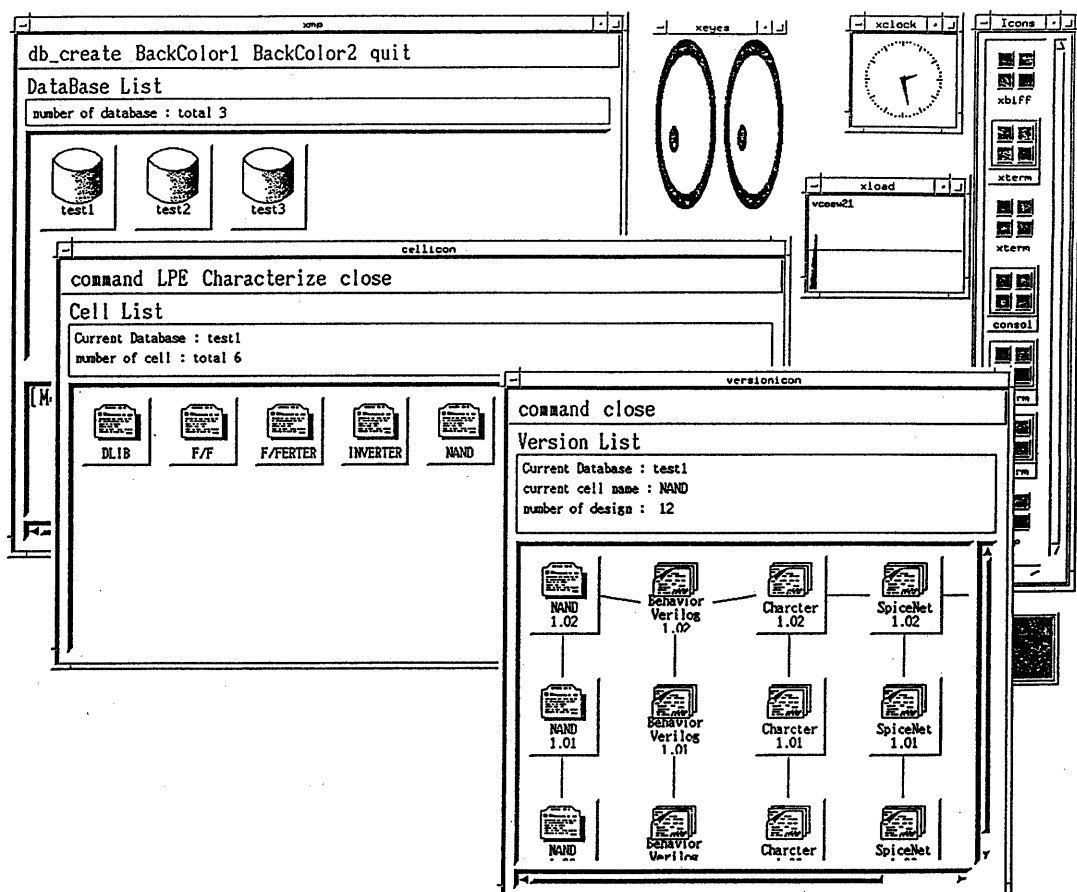 xmp
db_create BackColor1 BackColor2 quit
DataBase List
number of database : total 3
test1 test2 test3
xeyes
xclock
Icons
xbiff
xterm
xterm
consol
rm
rm
xload
vcosw21
cellicon
command LPE Characterize close
Cell List
Current Database : test1
number of cell : total 6
DLIB F/F F/FERTER INVERTER NAND
[M
versionicon
command close
Version List
Current Database : test1
current cell name : NAND
number of design : 12
NAND 1.02
Behavior Verilog 1.02
Charcter 1.02
SpiceNet 1.02
NAND 1.01
Behavior Verilog 1.01
Charcter 1.01
SpiceNet 1.01
NAND
Behavior Verilog
Charcter
SpiceNet